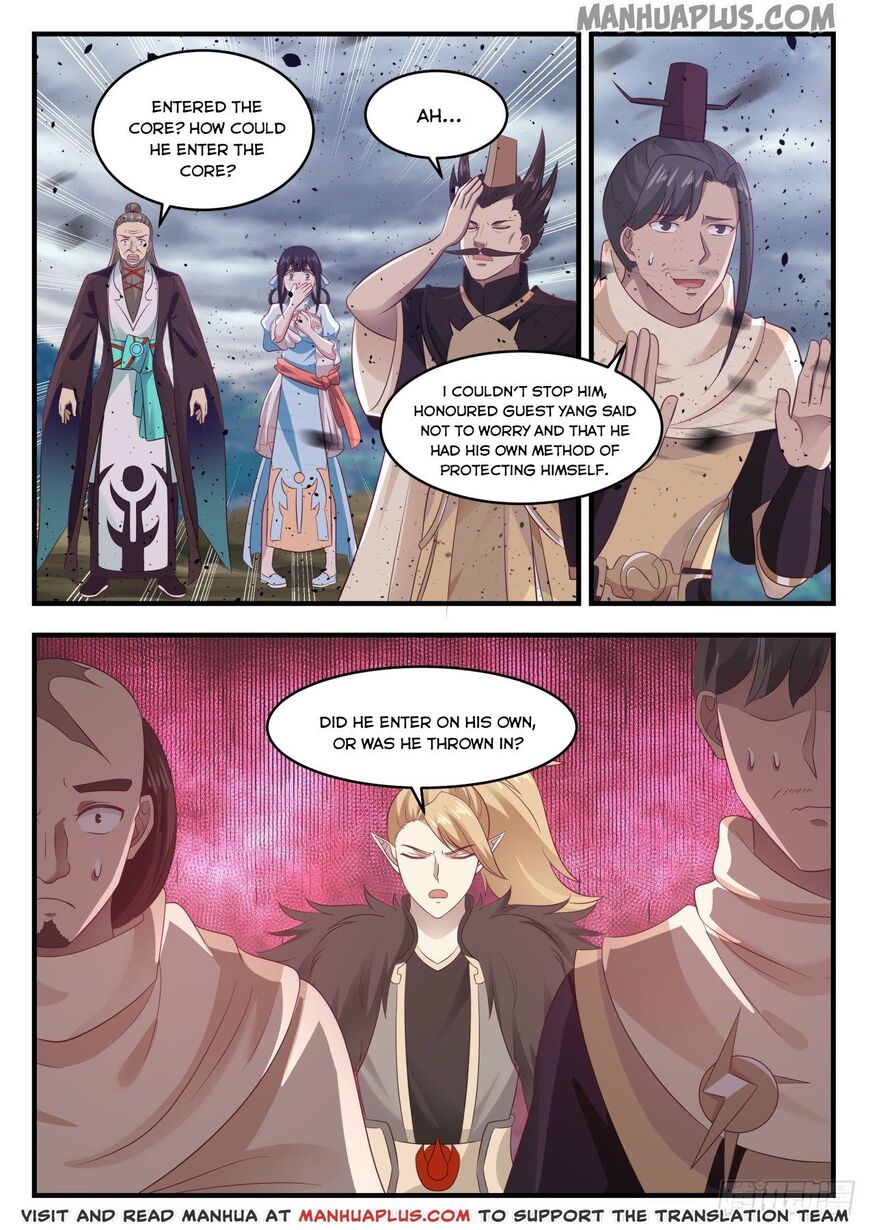 MANHUAPLUS.COM
ENTERED THE
CORE? HOW COULD
HE ENTER THE
CORE?
AH...
I COULDN'T STOP HIM,
HONOURED GUEST YANG SAID
NOT TO WORRY AND THAT HE
HAD HIS OWN METHOD OF
PROTECTING HIMSELF.
DID HE ENTER ON HIS OWN,
OR WAS HE THROWN IN?
VISIT AND READ MANHUA AT MANHUAPLUS.COM TO SUPPORT THE TRANSLATION TEAM